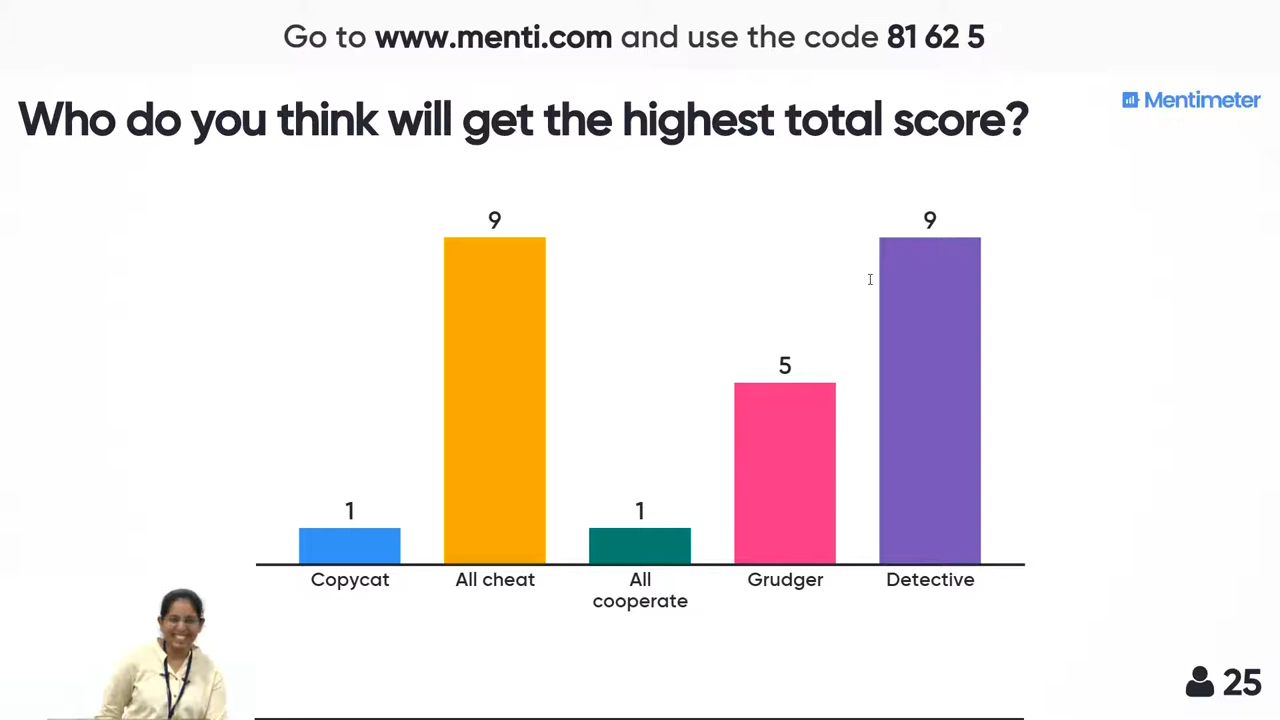 Go to www.menti.com and use the code 81 62 5
Mentimeter
Who do you think will get the highest total score?
9
9
5
1
1
Copycat
All cheat
All
cooperate
Grudger
Detective
25